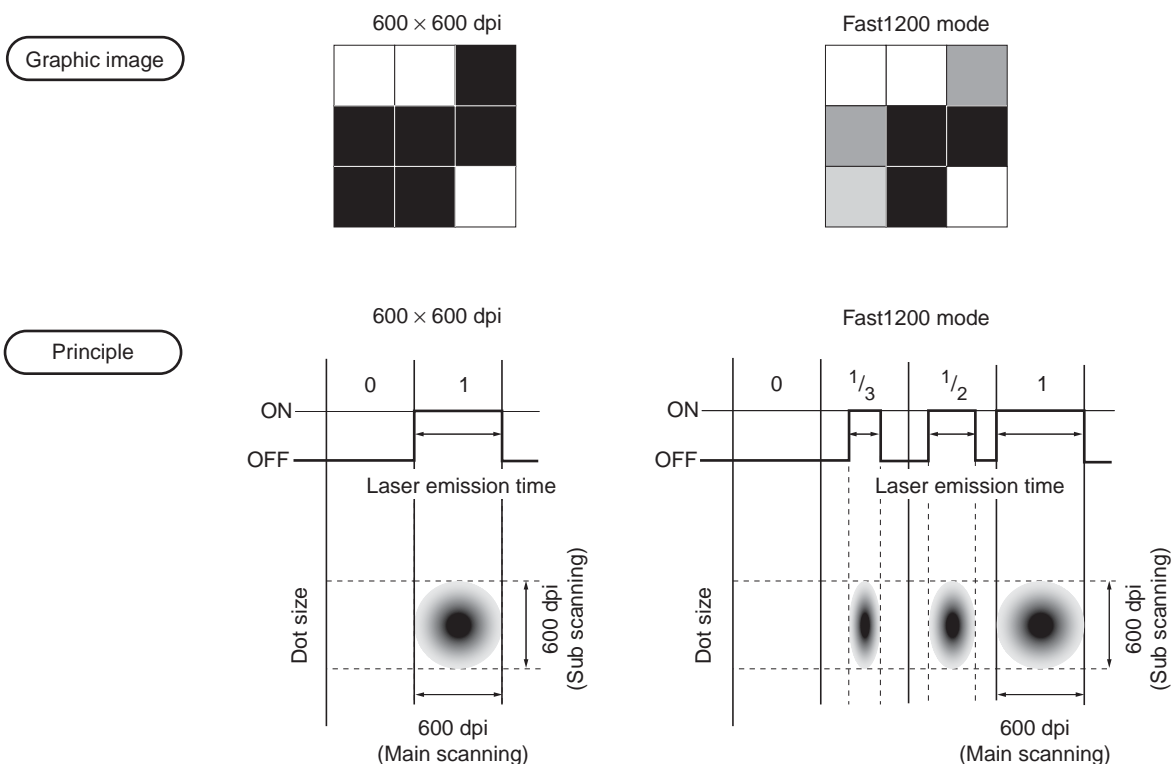 600 × 600 dpi
Fast1200 mode
Graphic image
600 × 600 dpi
Fast1200 mode
Principle
0
1
ON
OFF
Laser emission time
Dot size
600 dpi
(Sub scanning)
600 dpi
(Main scanning)
0
1/3
1/2
1
ON
OFF
Laser emission time
Dot size
600 dpi
(Sub scanning)
600 dpi
(Main scanning)